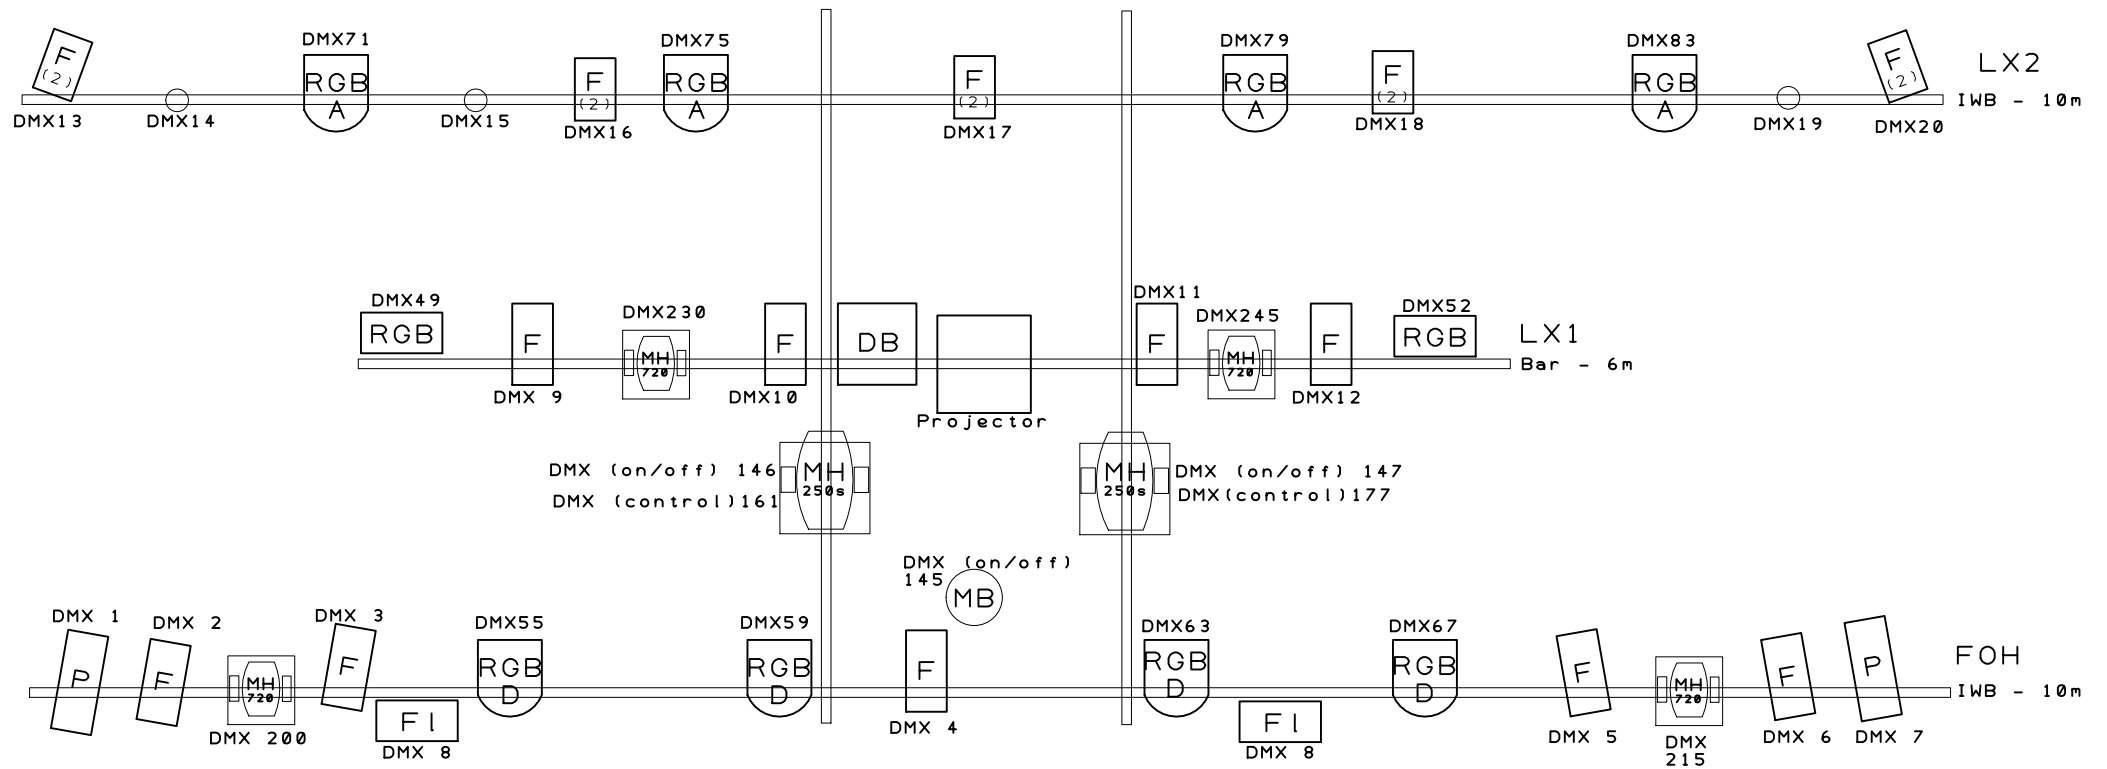 DMX71
DMX75
DMX79
DMX83
F
(2)
RGB
A
F
(2)
RGB
A
F
(2)
RGB
A
F
(2)
RGB
A
F
(2)
LX2
IWB - 10m
DMX13
DMX14
DMX15
DMX16
DMX17
DMX18
DMX19
DMX20
DMX49
DMX230
DMX11
DMX245
DMX52
RGB
F
MH
720
F
DB
F
MH
720
F
RGB
LX1
Bar - 6m
DMX 9
DMX10
Projector
DMX12
DMX (on/off) 146
DMX (control)161
MH
250s
MH
250s
DMX (on/off) 147
DMX(control)177
DMX (on/off)
145
MB
DMX 1
DMX 2
DMX 3
DMX55
DMX59
DMX63
DMX67
P
F
MH
720
F
Fl
RGB
D
RGB
D
F
RGB
D
Fl
RGB
D
F
MH
720
F
P
FOH
IWB - 10m
DMX 200
DMX 8
DMX 4
DMX 8
DMX 5
DMX
215
DMX 6
DMX 7